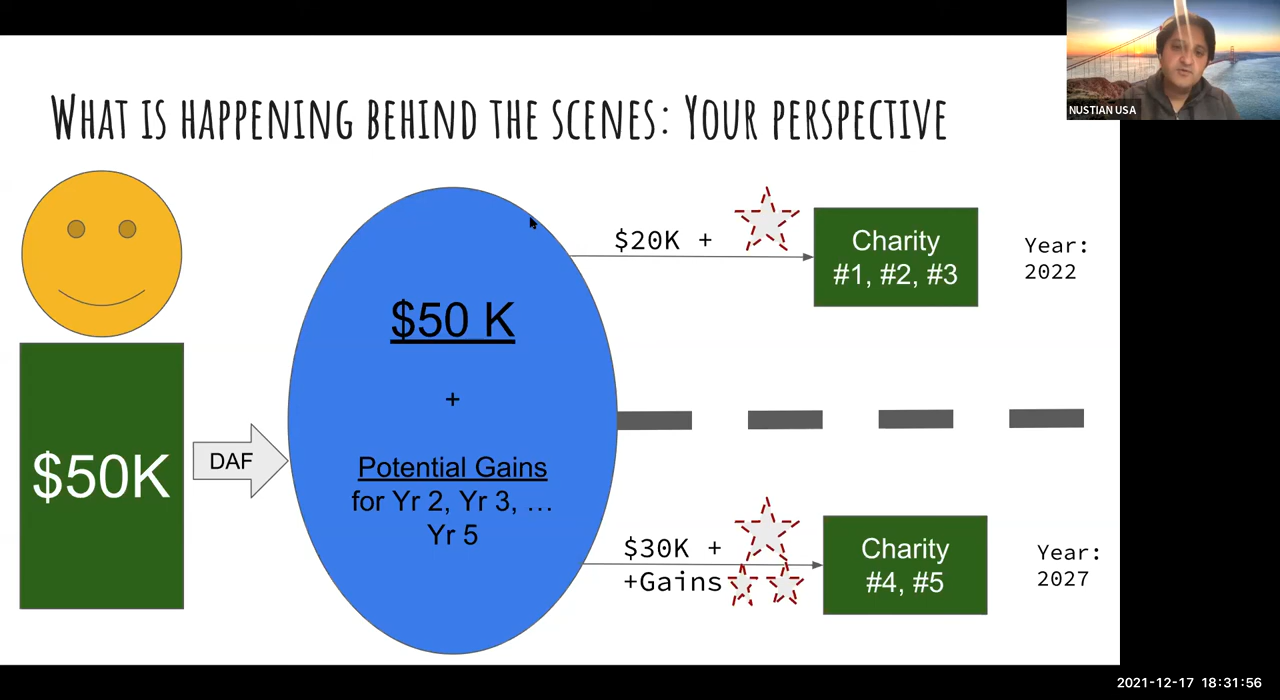 NUSTIAN USA
What is happening behind the scenes: Your perspective
$50K
DAF
$50 K
+
Potential Gains
for Yr 2, Yr 3, …
Yr 5
$20K +
Charity
#1, #2, #3
Year:
2022
$30K +
+Gains
Charity
#4, #5
Year:
2027
2021-12-17 18:31:56